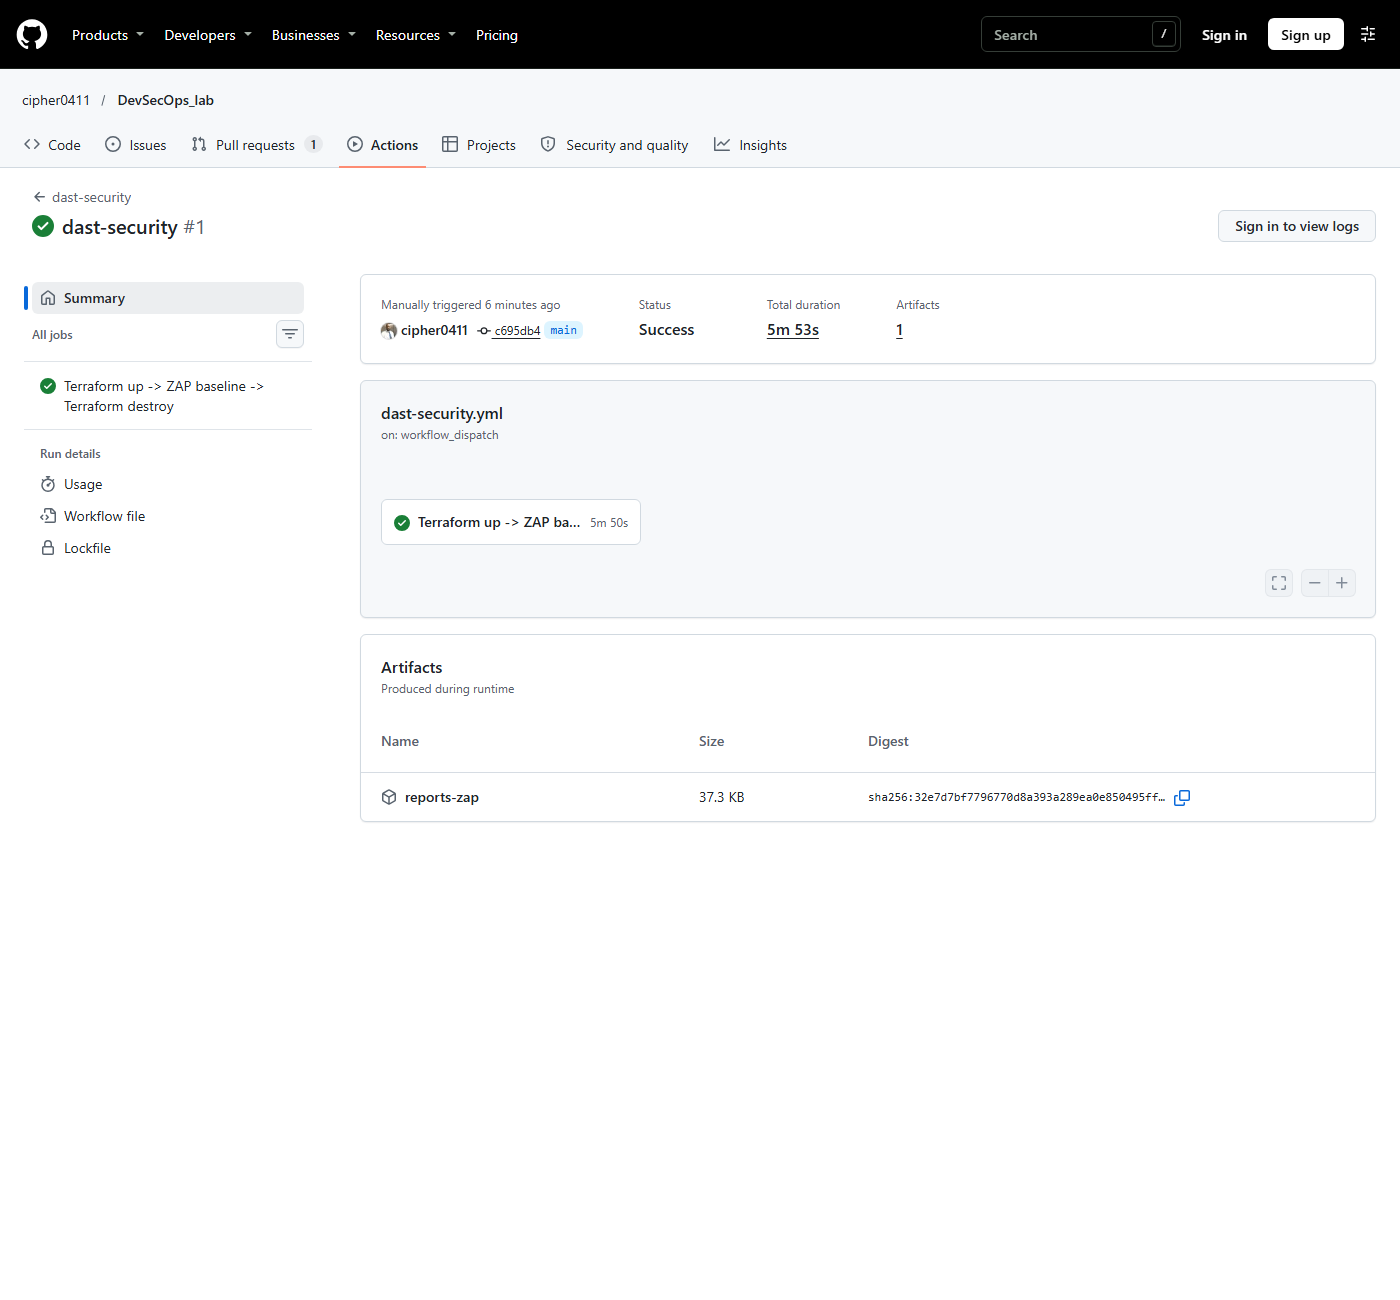 Products Developers Businesses Resources Pricing Search / Sign in Sign up
cipher0411 / DevSecOps_lab
Code Issues Pull requests 1 Actions Projects Security and quality Insights
dast-security
dast-security #1
Sign in to view logs
Summary
All jobs
Terraform up -> ZAP baseline ->
Terraform destroy
Run details
Usage
Workflow file
Lockfile
Manually triggered 6 minutes ago Status Total duration Artifacts
cipher0411 c695db4 main Success 5m 53s 1
dast-security.yml
on: workflow_dispatch
Terraform up -> ZAP ba... 5m 50s
Artifacts
Produced during runtime
Name Size Digest
reports-zap 37.3 KB sha256:32e7d7bf7796770d8a393a289ea0e850495ff…